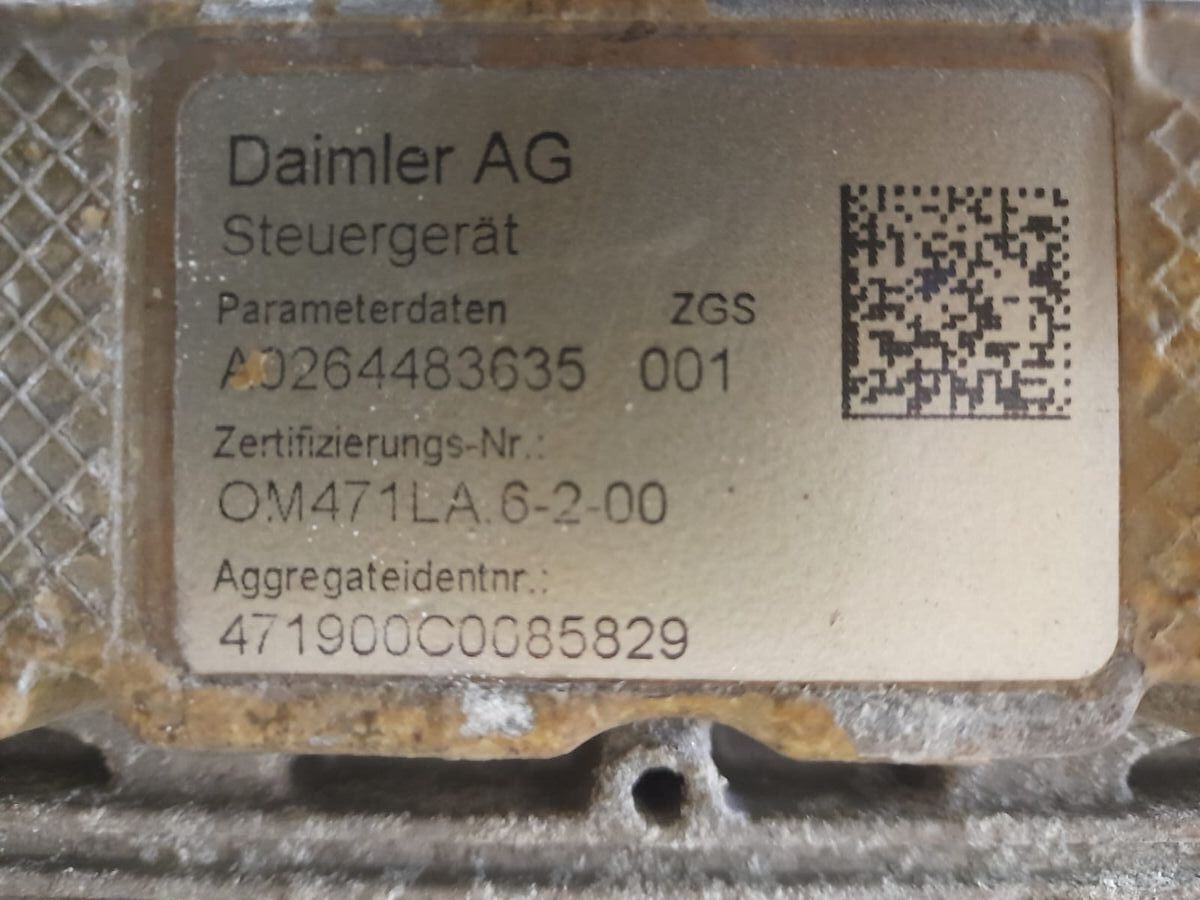 Daimler AG
Steuergerät
Parameterdaten ZGS
A0264483635 001
Zertifizierungs-Nr.:
OM471LA.6-2-00
Aggregateidentnr.:
471900C0085829